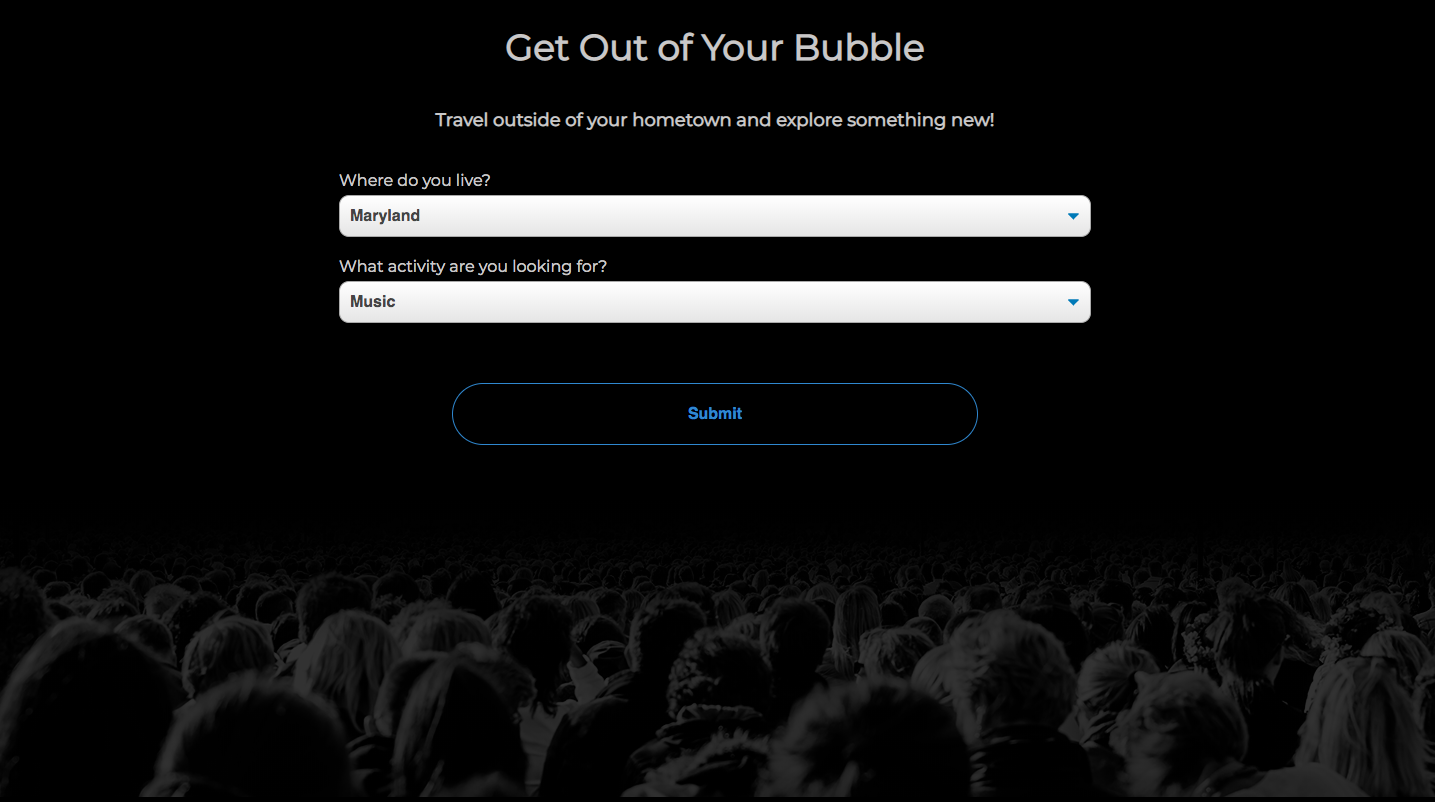 Get Out of Your Bubble
Travel outside of your hometown and explore something new!
Where do you live?
Maryland
What activity are you looking for?
Music
Submit